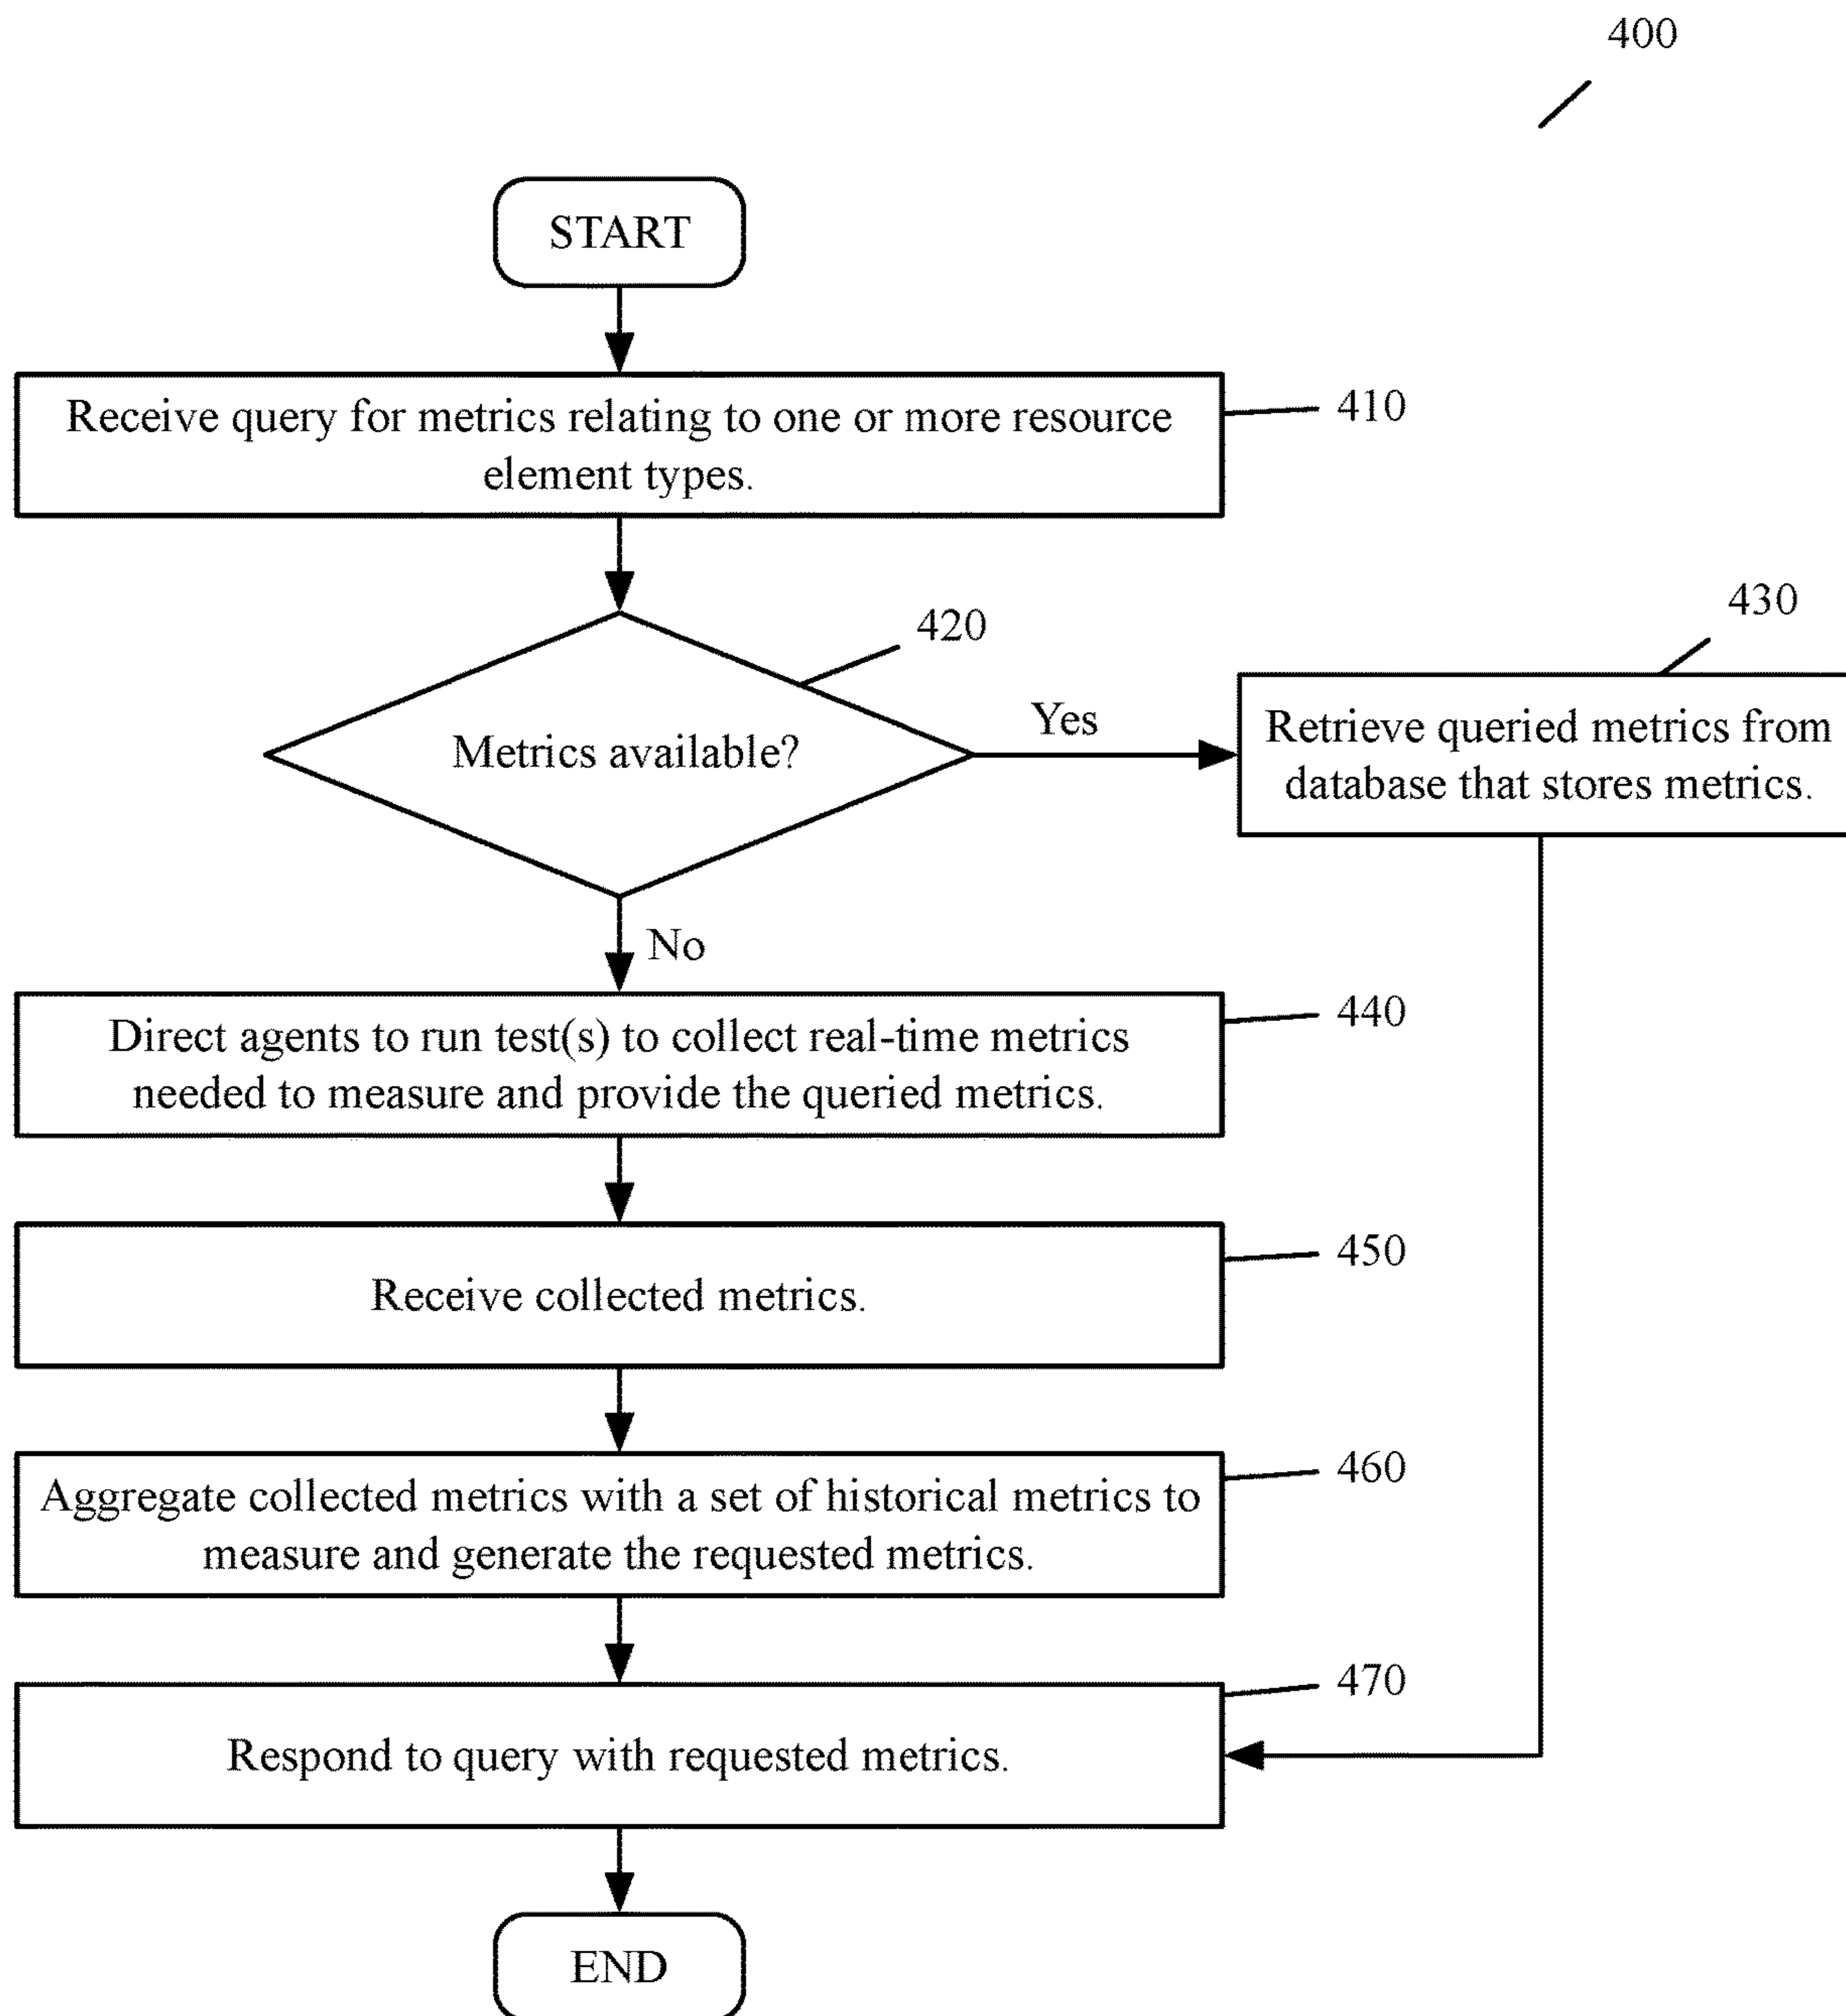 400
START
Receive query for metrics relating to one or more resource
element types.
410
420
Metrics available?
Yes
430
Retrieve queried metrics from
database that stores metrics.
No
Direct agents to run test(s) to collect real-time metrics
needed to measure and provide the queried metrics.
440
Receive collected metrics.
450
Aggregate collected metrics with a set of historical metrics to
measure and generate the requested metrics.
460
Respond to query with requested metrics.
470
END